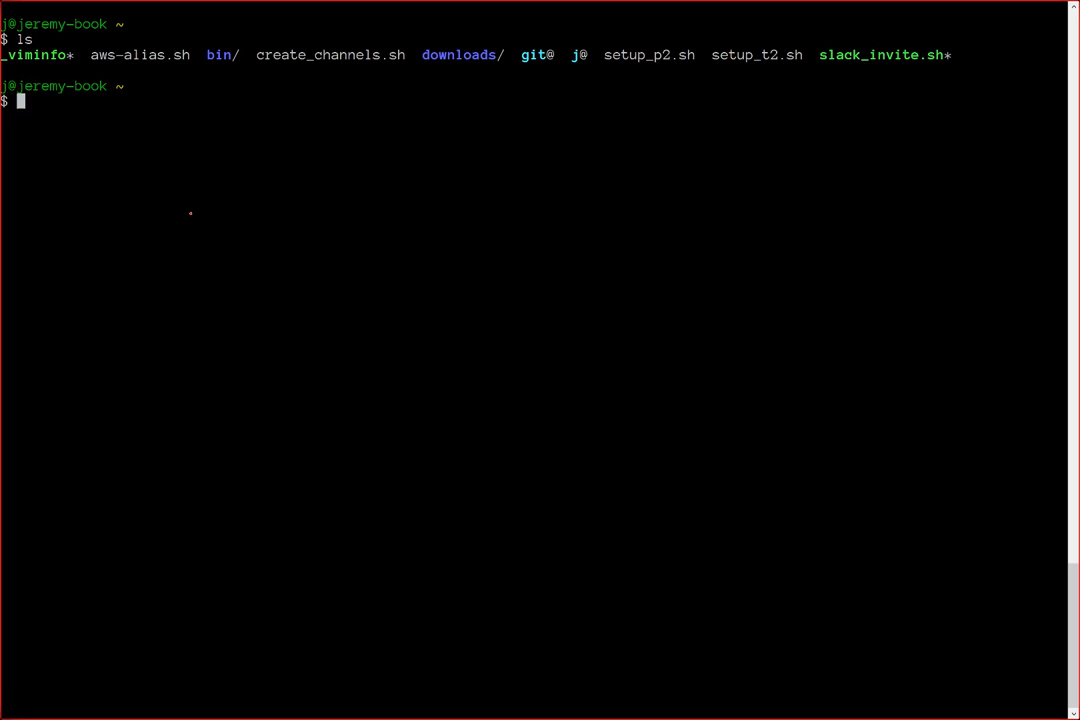 j@jeremy-book ~
$ ls
_viminfo* aws-alias.sh bin/ create_channels.sh downloads/ git@ j@ setup_p2.sh setup_t2.sh slack_invite.sh*
j@jeremy-book ~
$